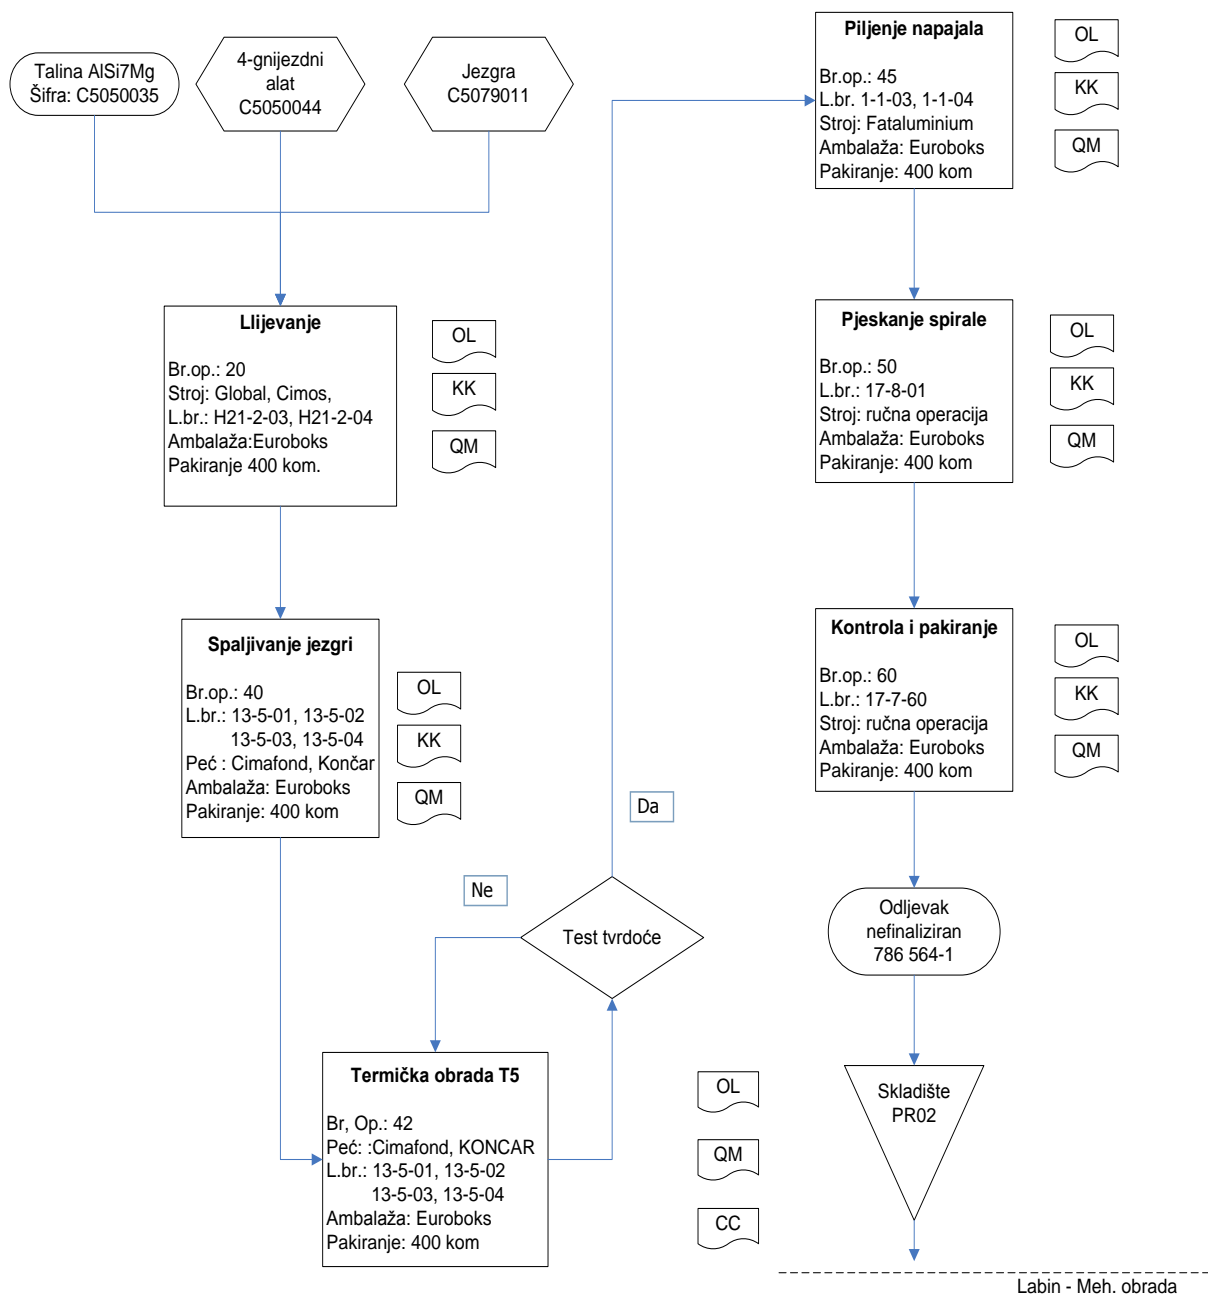 Talina AlSi7Mg
Šifra: C5050035
4-gnijezdni
alat
C5050044
Jezgra
C5079011
Llijevanje
Br.op.: 20
Stroj: Global, Cimos,
L.br.: H21-2-03, H21-2-04
Ambalaža:Euroboks
Pakiranje 400 kom.
OL
KK
QM
Spaljivanje jezgri
Br.op.: 40
L.br.: 13-5-01, 13-5-02
13-5-03, 13-5-04
Peć : Cimafond, Končar
Ambalaža: Euroboks
Pakiranje: 400 kom
OL
KK
QM
Termička obrada T5
Br, Op.: 42
Peć: :Cimafond, KONCAR
L.br.: 13-5-01, 13-5-02
13-5-03, 13-5-04
Ambalaža: Euroboks
Pakiranje: 400 kom
OL
QM
CC
Ne
Test tvrdoće
Da
Piljenje napajala
Br.op.: 45
L.br. 1-1-03, 1-1-04
Stroj: Fataluminium
Ambalaža: Euroboks
Pakiranje: 400 kom
OL
KK
QM
Pjeskanje spirale
Br.op.: 50
L.br.: 17-8-01
Stroj: ručna operacija
Ambalaža: Euroboks
Pakiranje: 400 kom
OL
KK
QM
Kontrola i pakiranje
Br.op.: 60
L.br.: 17-7-60
Stroj: ručna operacija
Ambalaža: Euroboks
Pakiranje: 400 kom
OL
KK
QM
Odljevak
nefinaliziran
786 564-1
Skladište
PR02
Labin - Meh. obrada